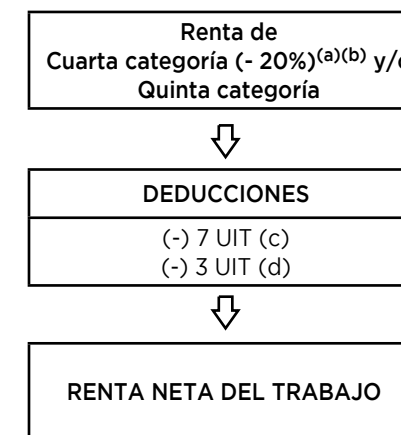 Renta de
Cuarta categoría (- 20%)(a)(b) y/
Quinta categoría
DEDUCCIONES
(-) 7 UIT (c)
(-) 3 UIT (d)
RENTA NETA DEL TRABAJO